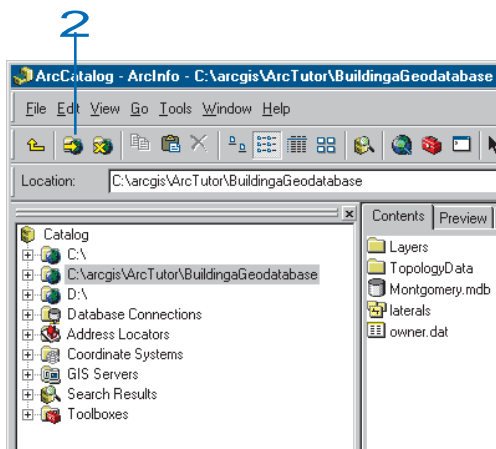 2
ArcCatalog - ArcInfo - C:\arcgis\ArcTutor\BuildingaGeodatabase
File Edit View Go Tools Window Help
Location: C:\arcgis\ArcTutor\BuildingaGeodatabase
Contents Preview
Catalog
C:\
C:\arcgis\ArcTutor\BuildingaGeodatabase
D:\
Database Connections
Address Locators
Coordinate Systems
GIS Servers
Search Results
Toolboxes
Layers
TopologyData
Montgomery.mdb
laterals
owner.dat